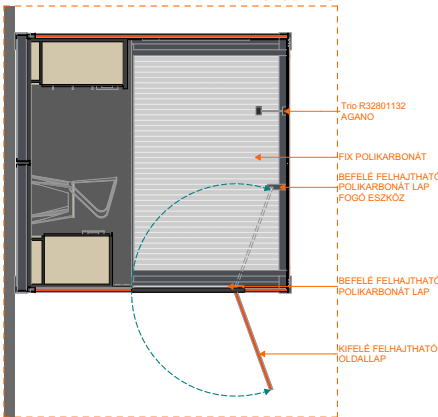 Trio R32801132
AGANO
FIX POLIKARBONÁT
BEFELÉ FELHAJTHATÓ
POLIKARBONÁT LAP
FOGÓ ESZKÖZ
BEFELÉ FELHAJTHATÓ
POLIKARBONÁT LAP
KIFELÉ FELHAJTHATÓ
OLDALLAP